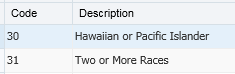 Code Description
30 Hawaiian or Pacific Islander
31 Two or More Races